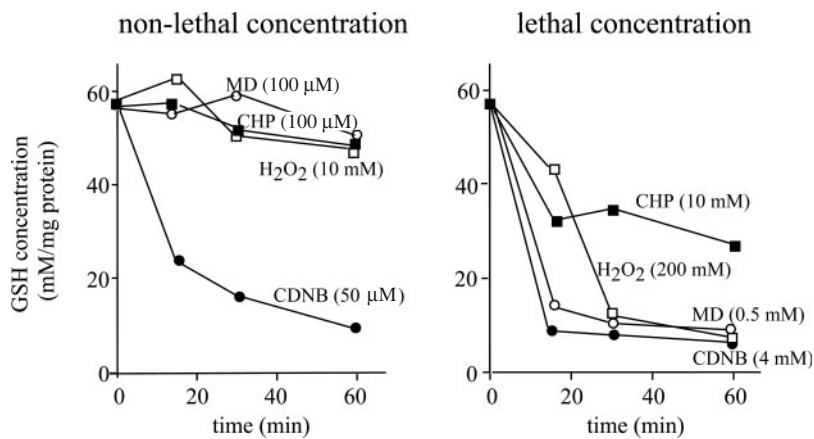 non-lethal concentration
lethal concentration
GSH concentration
(mM/mg protein)
60
40
20
0
MD (100 μM)
CHP (100 μM)
H₂O₂ (10 mM)
CDNB (50 μM)
0 20 40 60
time (min)
60
40
20
0
CHP (10 mM)
H₂O₂ (200 mM)
MD (0.5 mM)
CDNB (4 mM)
0 20 40 60
time (min)